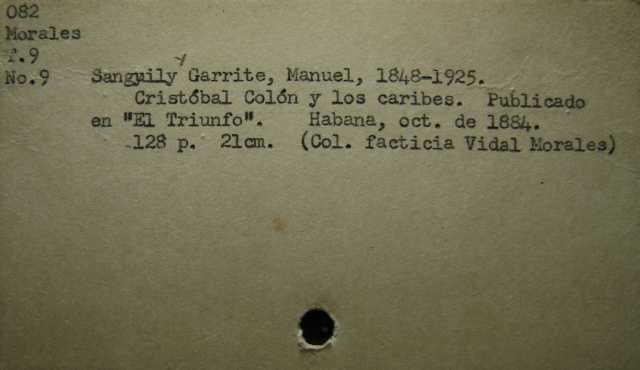 082
Morales
T.9
No.9 Sanguily y Garrite, Manuel, 1848-1925.
Cristóbal Colón y los caribes. Publicado
en "El Triunfo". Habana, oct. de 1884.
128 p. 21cm. (Col. facticia Vidal Morales)